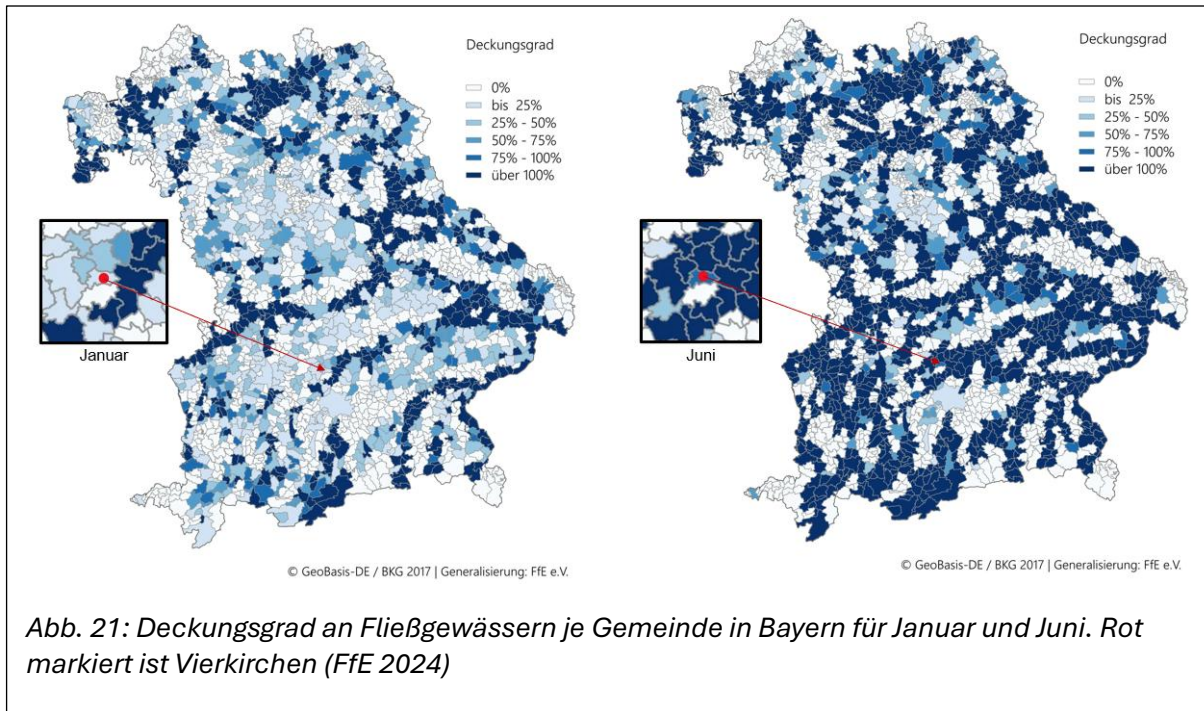 Deckungsgrad
0%
bis 25%
25% - 50%
50% - 75%
75% - 100%
über 100%
Januar
© GeoBasis-DE / BKG 2017 | Generalisierung: FfE e.V.
Deckungsgrad
0%
bis 25%
25% - 50%
50% - 75%
75% - 100%
über 100%
Juni
© GeoBasis-DE / BKG 2017 | Generalisierung: FfE e.V.
Abb. 21: Deckungsgrad an Fließgewässern je Gemeinde in Bayern für Januar und Juni. Rot
markiert ist Vierkirchen (FfE 2024)